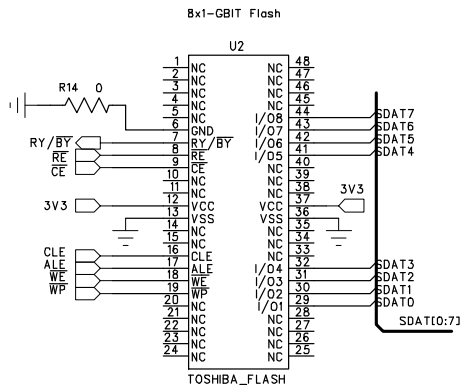 8x1-GBIT Flash
U2
1 NC NC 48
2 NC NC 47
3 NC NC 46
R14 0
4 NC NC 45
5 NC I/O8 44 SDAT7
6 GND I/O7 43 SDAT6
RY/BY 7 RY/BY I/O6 42 SDAT5
RE 8 RE I/O5 41 SDAT4
CE 9 CE NC 40
10 NC NC 39
11 NC NC 38
3V3 12 VCC VCC 37 3V3
13 VSS VSS 36
14 NC NC 35
15 NC NC 34
CLE 16 CLE NC 33
ALE 17 ALE I/O4 32 SDAT3
WE 18 WE I/O3 31 SDAT2
WP 19 WP I/O2 30 SDAT1
20 NC I/O1 29 SDAT0
21 NC NC 28
22 NC NC 27
23 NC NC 26
24 NC NC 25
SDAT[0:7]
TOSHIBA_FLASH